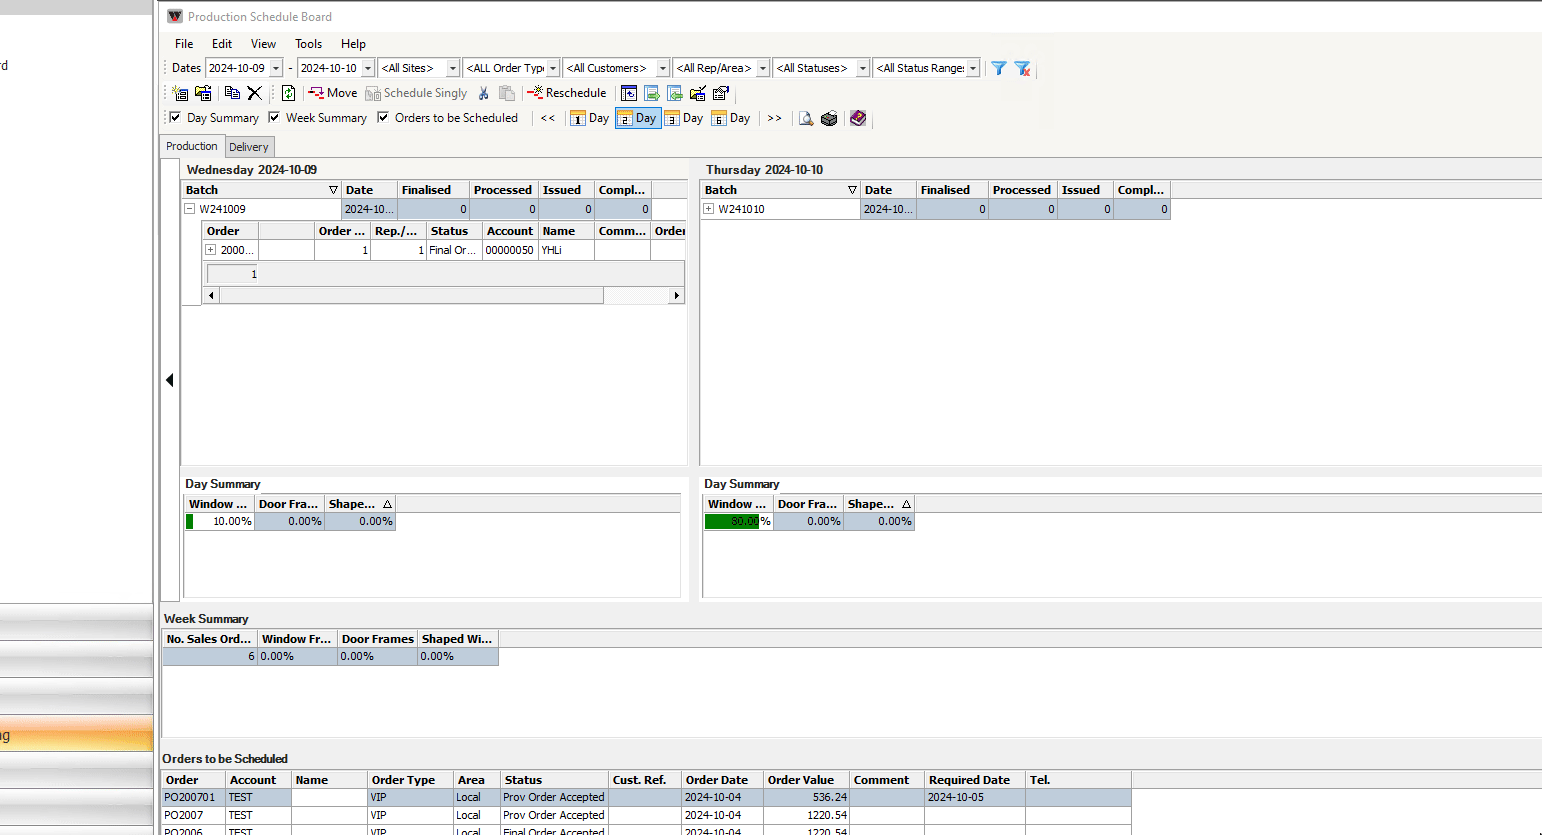 Production Schedule Board
rd
File Edit View Tools Help
Dates 2024-10-09 - 2024-10-10 <All Sites> <ALL Order Typ <All Customers> <All Rep/Area> <All Statuses> <All Status Ranges
Move Schedule Singly Reschedule
Day Summary Week Summary Orders to be Scheduled << 1 Day 2 Day 3 Day 6 Day >>
Production Delivery
Wednesday 2024-10-09 Thursday 2024-10-10
Batch Date Finalised Processed Issued Compl... Batch Date Finalised Processed Issued Compl...
W241009 2024-10... 0 0 0 0 W241010 2024-10... 0 0 0 0
Order Order ... Rep./... Status Account Name Comm... Order
2000... 1 1 Final Or... 00000050 YHLi
1
Day Summary Day Summary
Window ... Door Fra... Shape... Window ... Door Fra... Shape...
10.00% 0.00% 0.00% 80.00% 0.00% 0.00%
Week Summary
No. Sales Ord... Window Fr... Door Frames Shaped Wi...
6 0.00% 0.00% 0.00%
ng
Orders to be Scheduled
Order Account Name Order Type Area Status Cust. Ref. Order Date Order Value Comment Required Date Tel.
PO200701 TEST VIP Local Prov Order Accepted 2024-10-04 536.24 2024-10-05
PO2007 TEST VIP Local Prov Order Accepted 2024-10-04 1220.54
PO2006 TEST VIP Local Final Order Accepted 2024-10-04 1220.54